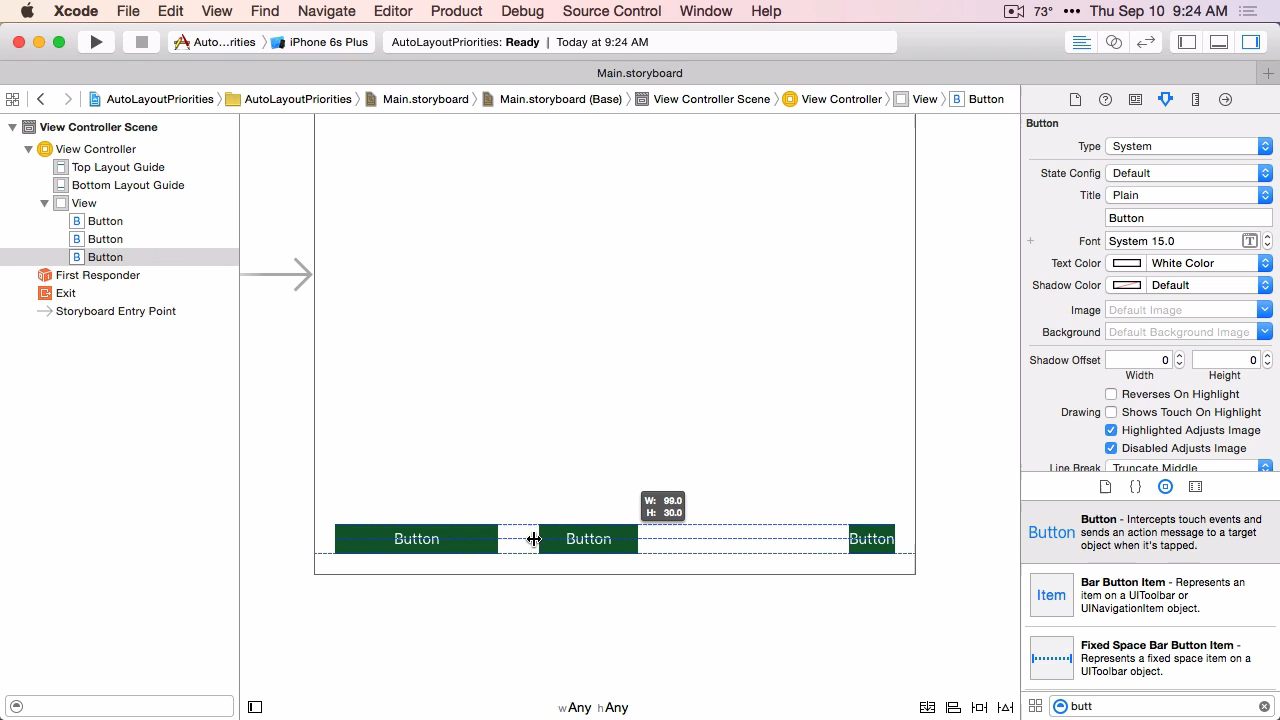 Xcode File Edit View Find Navigate Editor Product Debug Source Control Window Help 73° ••• Thu Sep 10 9:24 AM
Auto...rities iPhone 6s Plus AutoLayoutPriorities: Ready | Today at 9:24 AM
Main.storyboard
AutoLayoutPriorities AutoLayoutPriorities Main.storyboard Main.storyboard (Base) View Controller Scene View Controller View B Button
View Controller Scene
View Controller
Top Layout Guide
Bottom Layout Guide
View
B Button
B Button
B Button
First Responder
Exit
Storyboard Entry Point
W: 99.0
H: 30.0
Button Button Button
wAny hAny
Button
Type System
State Config Default
Title Plain
Button
Font System 15.0 T
Text Color White Color
Shadow Color Default
Image Default Image
Background Default Background Image
Shadow Offset 0 0
Width Height
Reverses On Highlight
Drawing Shows Touch On Highlight
Highlighted Adjusts Image
Disabled Adjusts Image
Line Break Truncate Middle
{ }
Button
Button - Intercepts touch events and
sends an action message to a target
object when it's tapped.
Item
Bar Button Item - Represents an
item on a UIToolbar or
UINavigationItem object.
Fixed Space Bar Button Item -
Represents a fixed space item on a
UIToolbar object.
butt